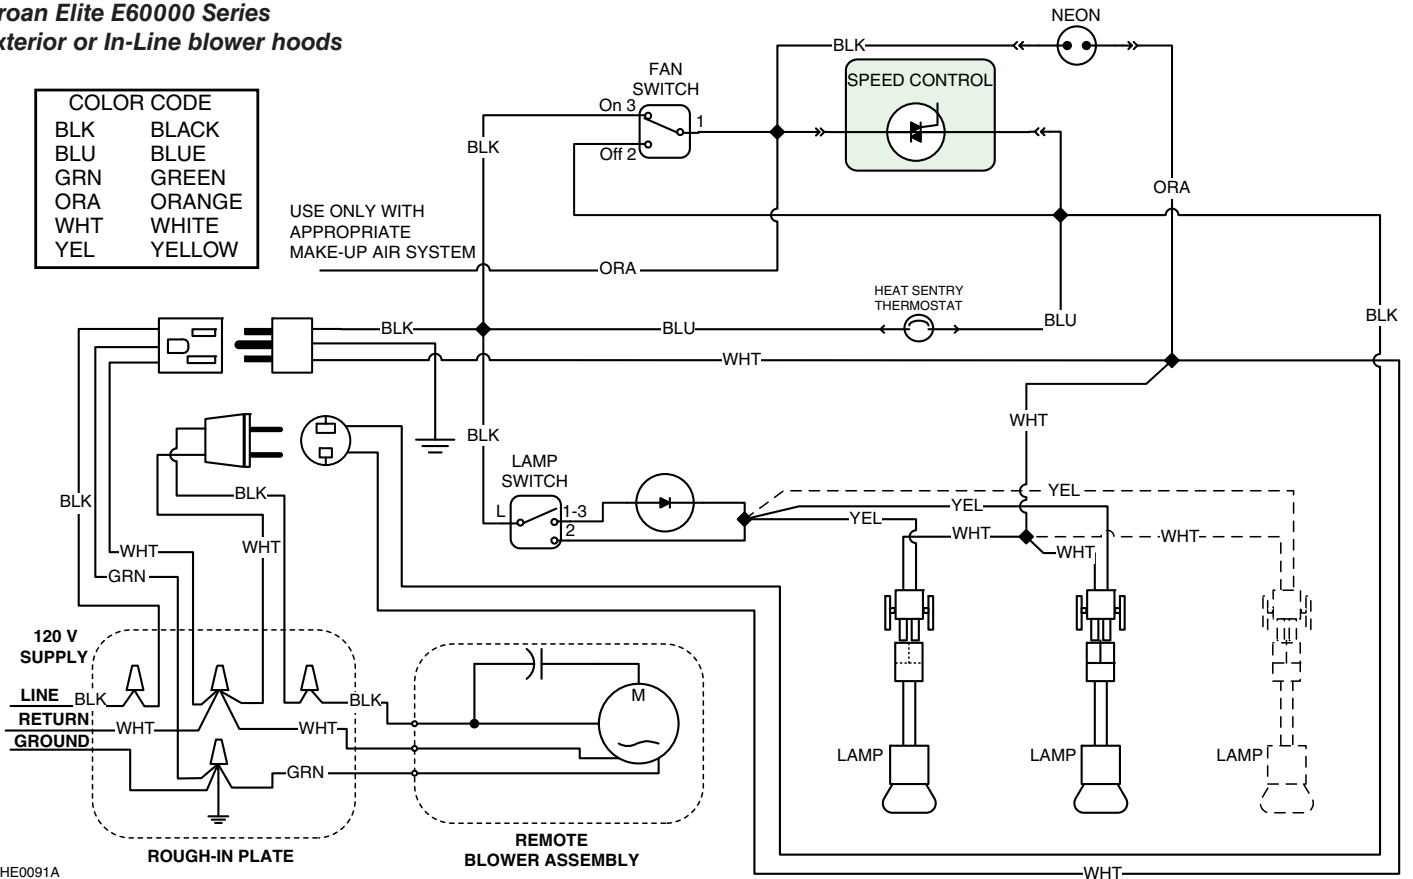 roan Elite E60000 Series
xterior or In-Line blower hoods
COLOR CODE
BLK BLACK
BLU BLUE
GRN GREEN
ORA ORANGE
WHT WHITE
YEL YELLOW
NEON
BLK
FAN
SWITCH
On 3
1
Off 2
SPEED CONTROL
BLK
ORA
USE ONLY WITH
APPROPRIATE
MAKE-UP AIR SYSTEM
ORA
HEAT SENTRY
THERMOSTAT
BLK
BLU
BLU
BLK
WHT
WHT
BLK
LAMP
SWITCH
L
1-3
2
YEL
YEL
YEL
WHT
WHT
WHT
BLK
BLK
WHT
WHT
GRN
120 V
SUPPLY
LINE
BLK
BLK
RETURN
WHT
WHT
GROUND
GRN
M
LAMP
LAMP
LAMP
ROUGH-IN PLATE
REMOTE
BLOWER ASSEMBLY
HE0091A
WHT